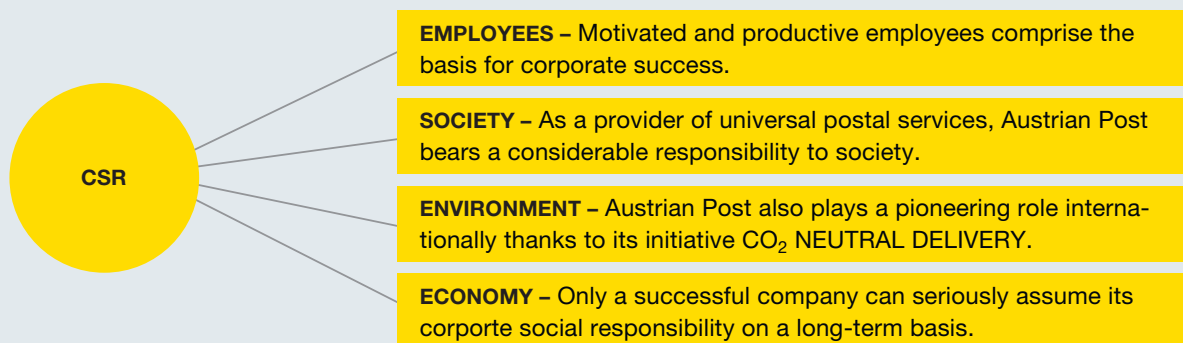 CSR
EMPLOYEES – Motivated and productive employees comprise the
basis for corporate success.
SOCIETY – As a provider of universal postal services, Austrian Post
bears a considerable responsibility to society.
ENVIRONMENT – Austrian Post also plays a pioneering role interna-
tionally thanks to its initiative CO₂ NEUTRAL DELIVERY.
ECONOMY – Only a successful company can seriously assume its
corporte social responsibility on a long-term basis.